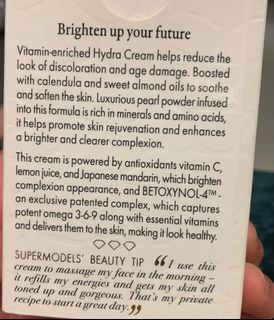 Brighten up your future
Vitamin-enriched Hydra Cream helps reduce the
look of discoloration and age damage. Boosted
with calendula and sweet almond oils to soothe
and soften the skin. Luxurious pearl powder infused
into this formula is rich in minerals and amino acids,
it helps promote skin rejuvenation and enhances
a brighter and clearer complexion.
This cream is powered by antioxidants vitamin C,
lemon juice, and Japanese mandarin, which brighten
complexion appearance, and BETOXYNOL-4™-
an exclusive patented complex, which captures
potent omega 3-6-9 along with essential vitamins
and delivers them to the skin, making it look healthy.
SUPERMODELS' BEAUTY TIP “I use this
cream to massage my face in the morning –
it refills my energies and gets my skin all
toned up and gorgeous. That's my private
recipe to start a great day.”